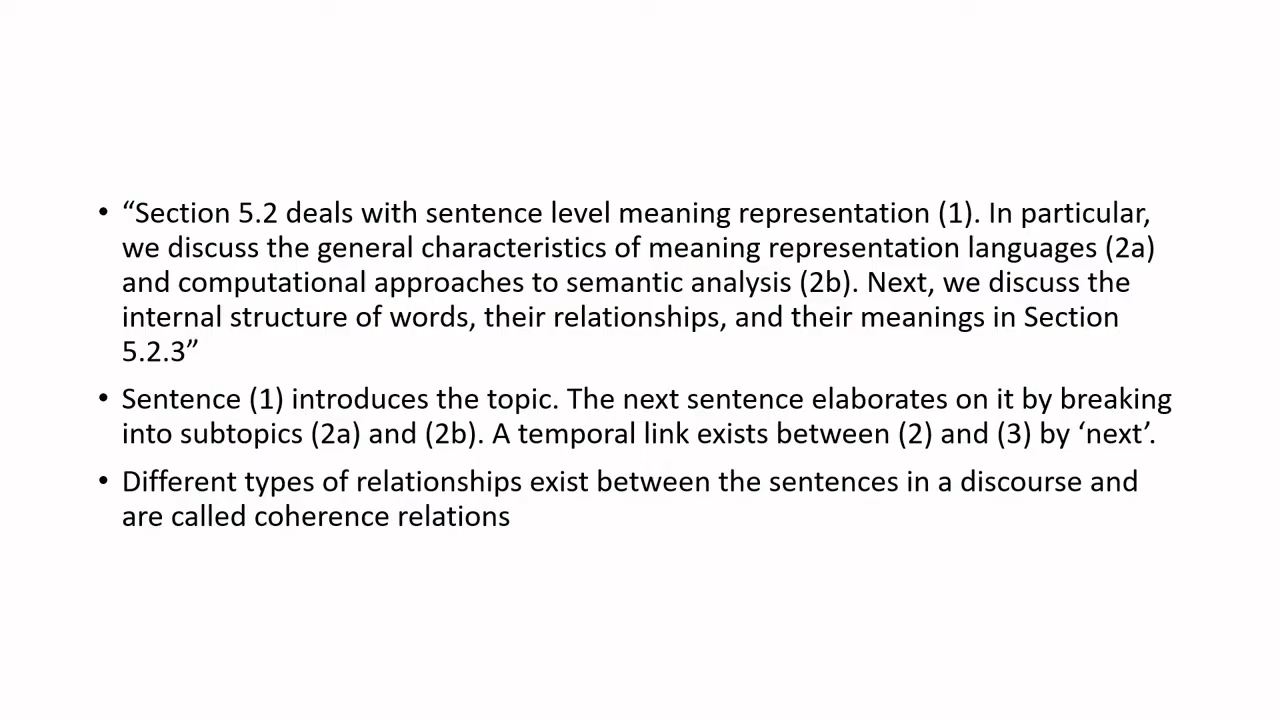 • “Section 5.2 deals with sentence level meaning representation (1). In particular,
we discuss the general characteristics of meaning representation languages (2a)
and computational approaches to semantic analysis (2b). Next, we discuss the
internal structure of words, their relationships, and their meanings in Section
5.2.3”
• Sentence (1) introduces the topic. The next sentence elaborates on it by breaking
into subtopics (2a) and (2b). A temporal link exists between (2) and (3) by ‘next’.
• Different types of relationships exist between the sentences in a discourse and
are called coherence relations